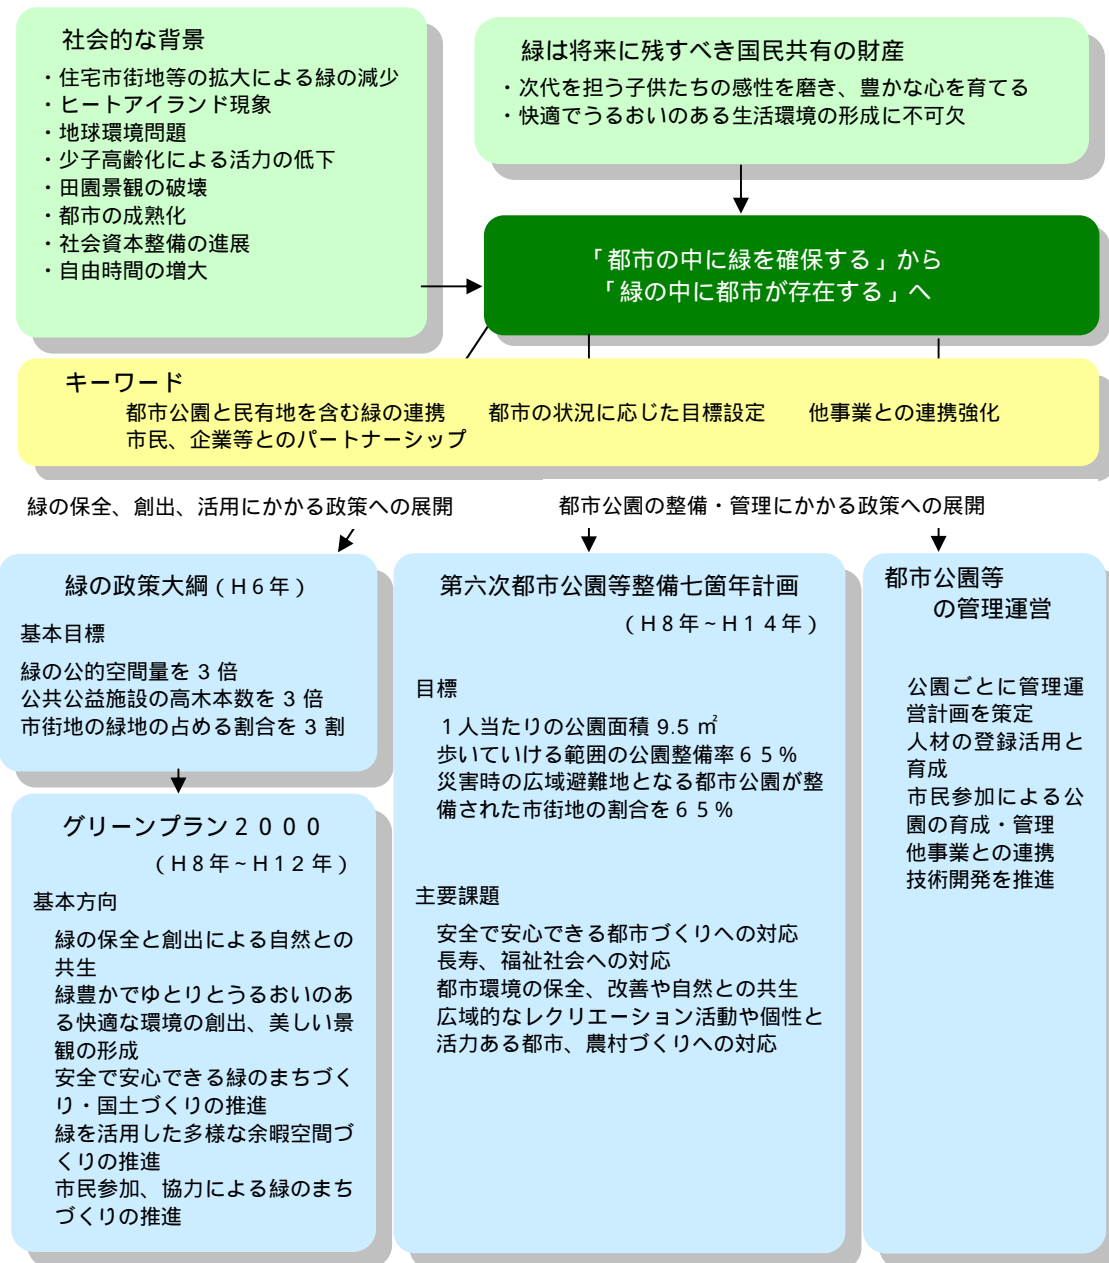 社会的な背景
・住宅市街地等の拡大による緑の減少
・ヒートアイランド現象
・地球環境問題
・少子高齢化による活力の低下
・田園景観の破壊
・都市の成熟化
・社会資本整備の進展
・自由時間の増大
緑は将来に残すべき国民共有の財産
・次代を担う子供たちの感性を磨き、豊かな心を育てる
・快適でうるおいのある生活環境の形成に不可欠
「都市の中に緑を確保する」から
「緑の中に都市が存在する」へ
キーワード
都市公園と民有地を含む緑の連携　都市の状況に応じた目標設定　他事業との連携強化
市民、企業等とのパートナーシップ
緑の保全、創出、活用にかかる政策への展開
都市公園の整備・管理にかかる政策への展開
緑の政策大綱（Ｈ６年）
基本目標
緑の公的空間量を３倍
公共公益施設の高木本数を３倍
市街地の緑地の占める割合を３割
グリーンプラン２０００
（Ｈ８年~Ｈ１２年）
基本方向
緑の保全と創出による自然との
共生
緑豊かでゆとりとうるおいのあ
る快適な環境の創出、美しい景
観の形成
安全で安心できる緑のまちづく
り・国土づくりの推進
緑を活用した多様な余暇空間づ
くりの推進
市民参加、協力による緑のまち
づくりの推進
第六次都市公園等整備七箇年計画
（Ｈ８年~Ｈ１４年）
目標
１人当たりの公園面積 9.5 ㎡
歩いていける範囲の公園整備率６５％
災害時の広域避難地となる都市公園が整
備された市街地の割合を６５％
主要課題
安全で安心できる都市づくりへの対応
長寿、福祉社会への対応
都市環境の保全、改善や自然との共生
広域的なレクリエーション活動や個性と
活力ある都市、農村づくりへの対応
都市公園等
の管理運営
公園ごとに管理運
営計画を策定
人材の登録活用と
育成
市民参加による公
園の育成・管理
他事業との連携
技術開発を推進